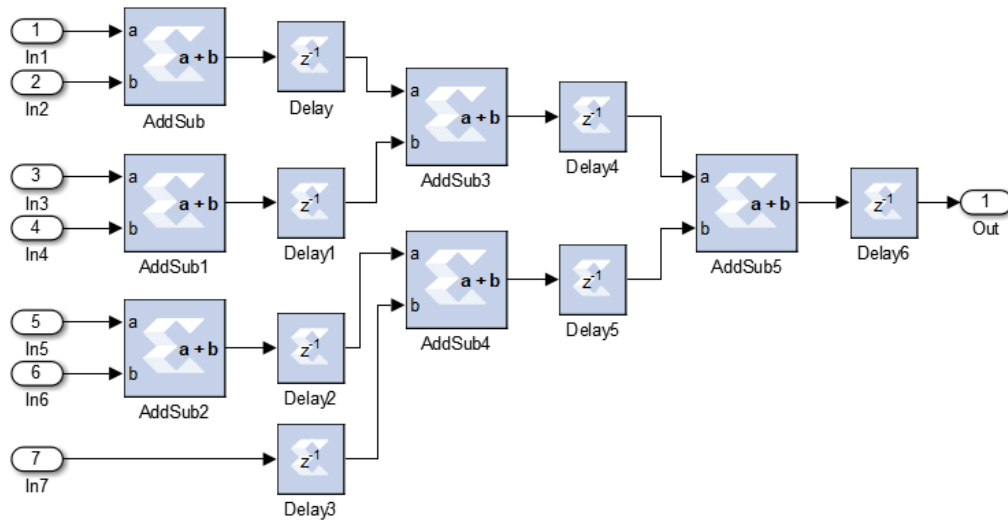 1
In1
2
In2
a
b
a + b
AddSub
z-1
Delay
3
In3
4
In4
a
b
a + b
AddSub1
z-1
Delay1
a
b
a + b
AddSub3
z-1
Delay4
5
In5
6
In6
a
b
a + b
AddSub2
z-1
Delay2
7
In7
z-1
Delay3
a
b
a + b
AddSub4
z-1
Delay5
a
b
a + b
AddSub5
z-1
Delay6
1
Out